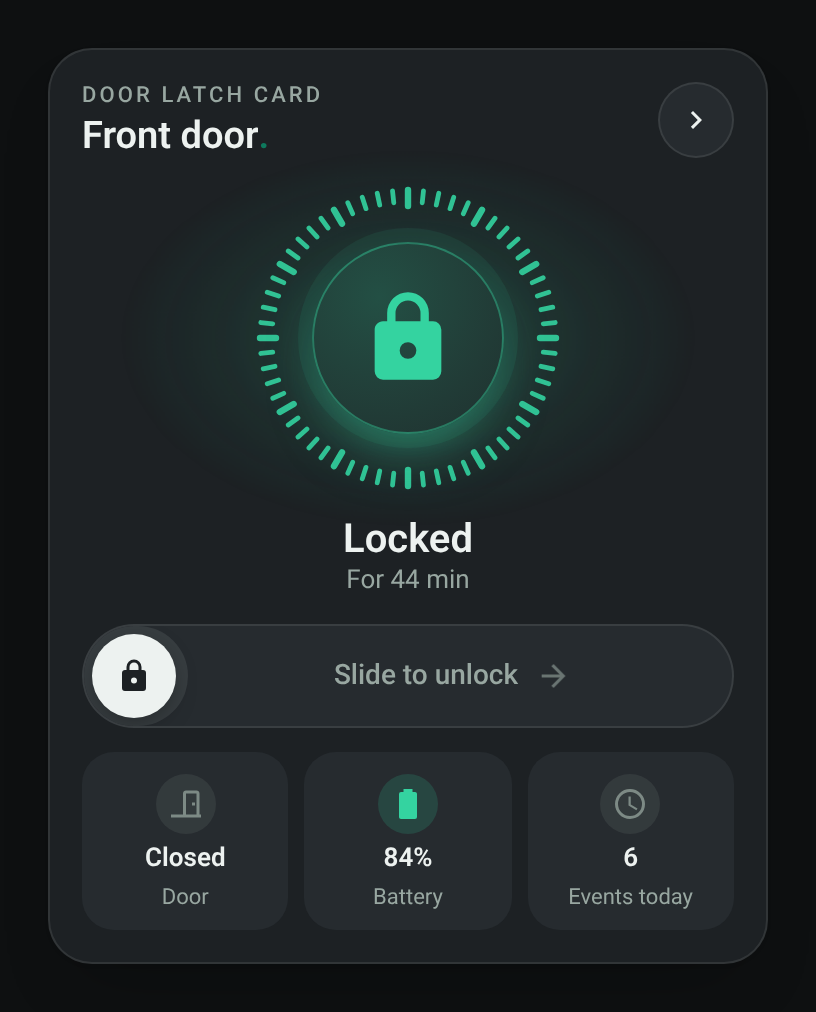 DOOR LATCH CARD
Front door.
Locked
For 44 min
Slide to unlock
Closed
Door
84%
Battery
6
Events today